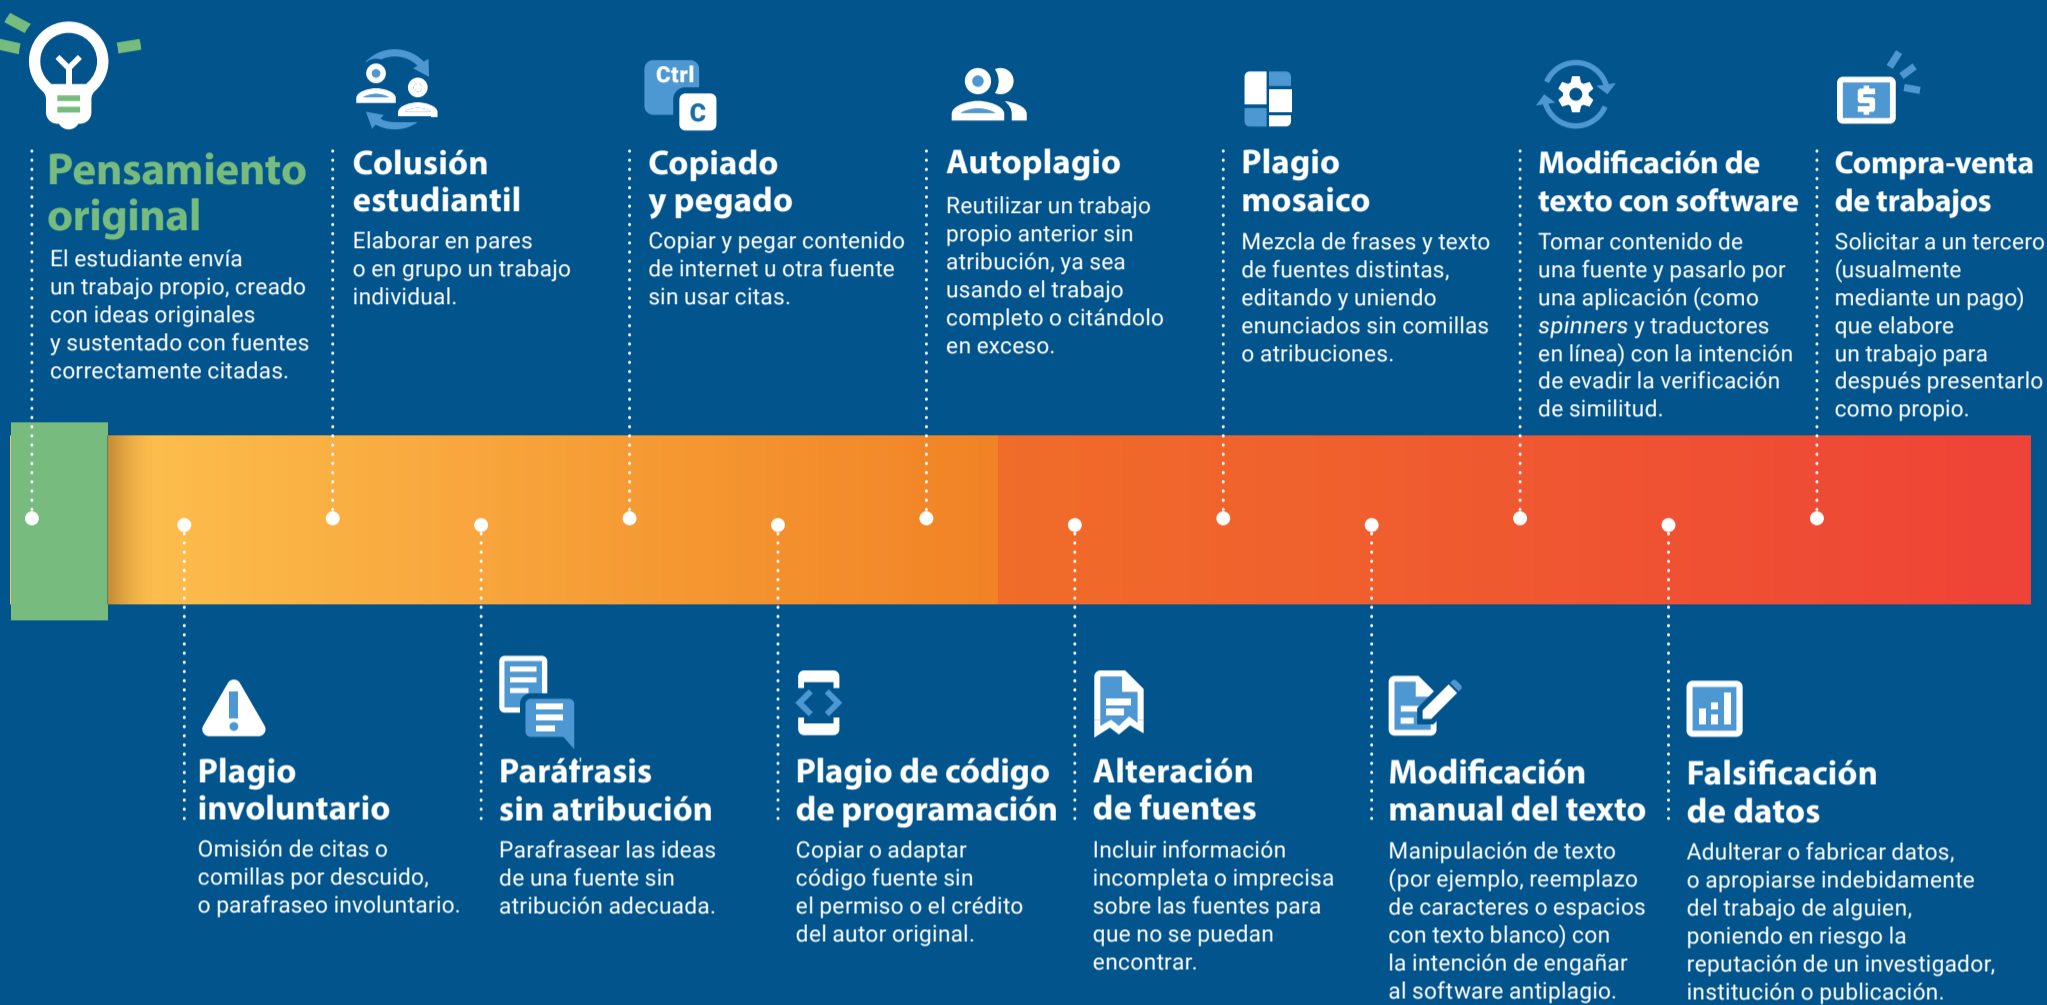 Pensamiento
original
El estudiante envía
un trabajo propio, creado
con ideas originales
y sustentado con fuentes
correctamente citadas.
Colusión
estudiantil
Elaborar en pares
o en grupo un trabajo
individual.
Ctrl
C
Copiado
y pegado
Copiar y pegar contenido
de internet u otra fuente
sin usar citas.
Autoplagio
Reutilizar un trabajo
propio anterior sin
atribución, ya sea
usando el trabajo
completo o citándolo
en exceso.
Plagio
mosaico
Mezcla de frases y texto
de fuentes distintas,
editando y uniendo
enunciados sin comillas
o atribuciones.
Modificación de
texto con software
Tomar contenido de
una fuente y pasarlo por
una aplicación (como
spinners y traductores
en línea) con la intención
de evadir la verificación
de similitud.
$
Compra-venta
de trabajos
Solicitar a un tercero
(usualmente
mediante un pago)
que elabore
un trabajo para
después presentarlo
como propio.
Plagio
involuntario
Omisión de citas o
comillas por descuido,
o parafraseo involuntario.
Paráfrasis
sin atribución
Parafrasear las ideas
de una fuente sin
atribución adecuada.
Plagio de código
de programación
Copiar o adaptar
código fuente sin
el permiso o el crédito
del autor original.
Alteración
de fuentes
Incluir información
incompleta o imprecisa
sobre las fuentes para
que no se puedan
encontrar.
Modificación
manual del texto
Manipulación de texto
(por ejemplo, reemplazo
de caracteres o espacios
con texto blanco) con
la intención de engañar
al software antiplagio.
Falsificación
de datos
Adulterar o fabricar datos,
o apropiarse indebidamente
del trabajo de alguien,
poniendo en riesgo la
reputación de un investigador,
institución o publicación.